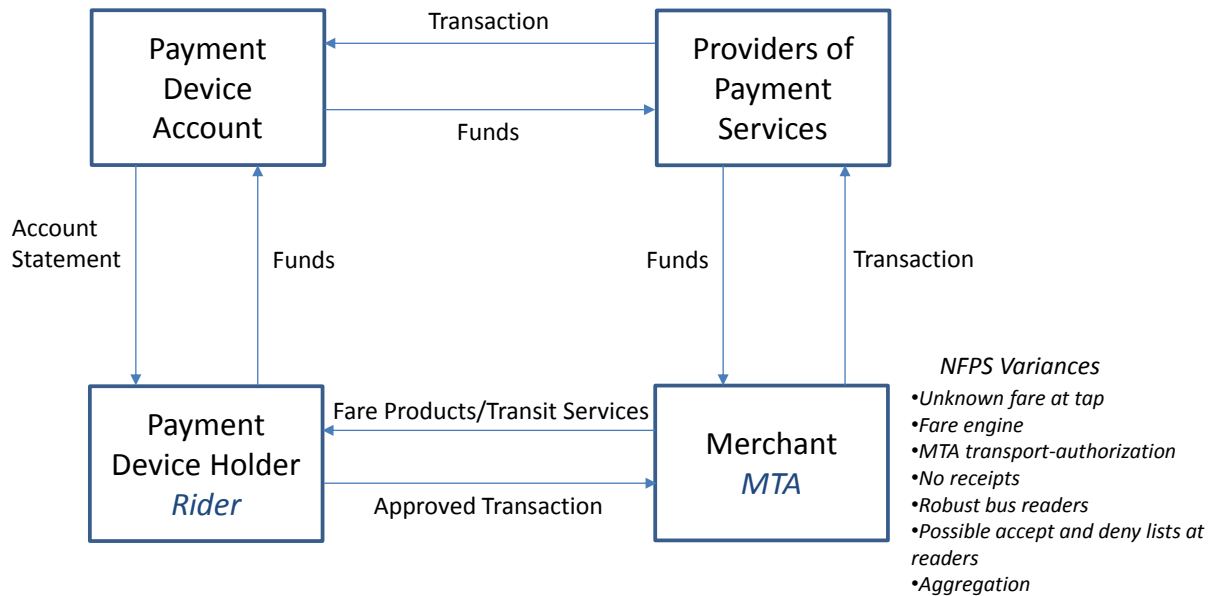 Transaction
Payment
Device
Account
Providers of
Payment
Services
Funds
Account
Statement
Funds
Funds
Transaction
NFPS Variances
•Unknown fare at tap
•Fare engine
•MTA transport-authorization
•No receipts
•Robust bus readers
•Possible accept and deny lists at
readers
•Aggregation
Payment
Device Holder
Rider
Fare Products/Transit Services
Approved Transaction
Merchant
MTA